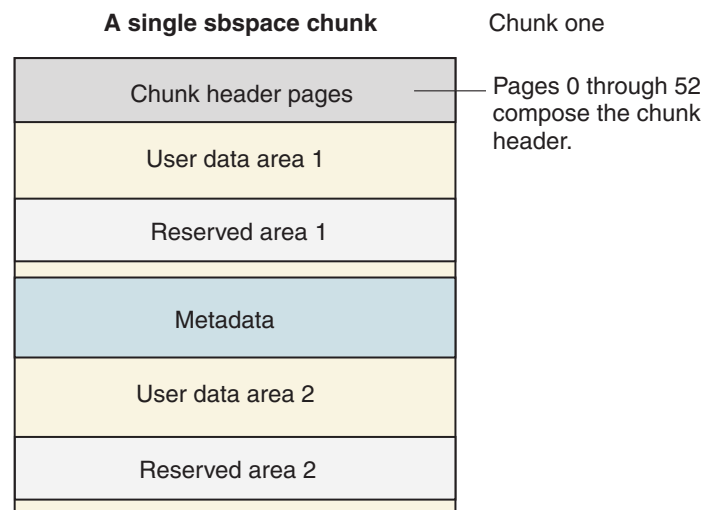 A single sbspace chunk
Chunk one
Chunk header pages
Pages 0 through 52
compose the chunk
header.
User data area 1
Reserved area 1
Metadata
User data area 2
Reserved area 2